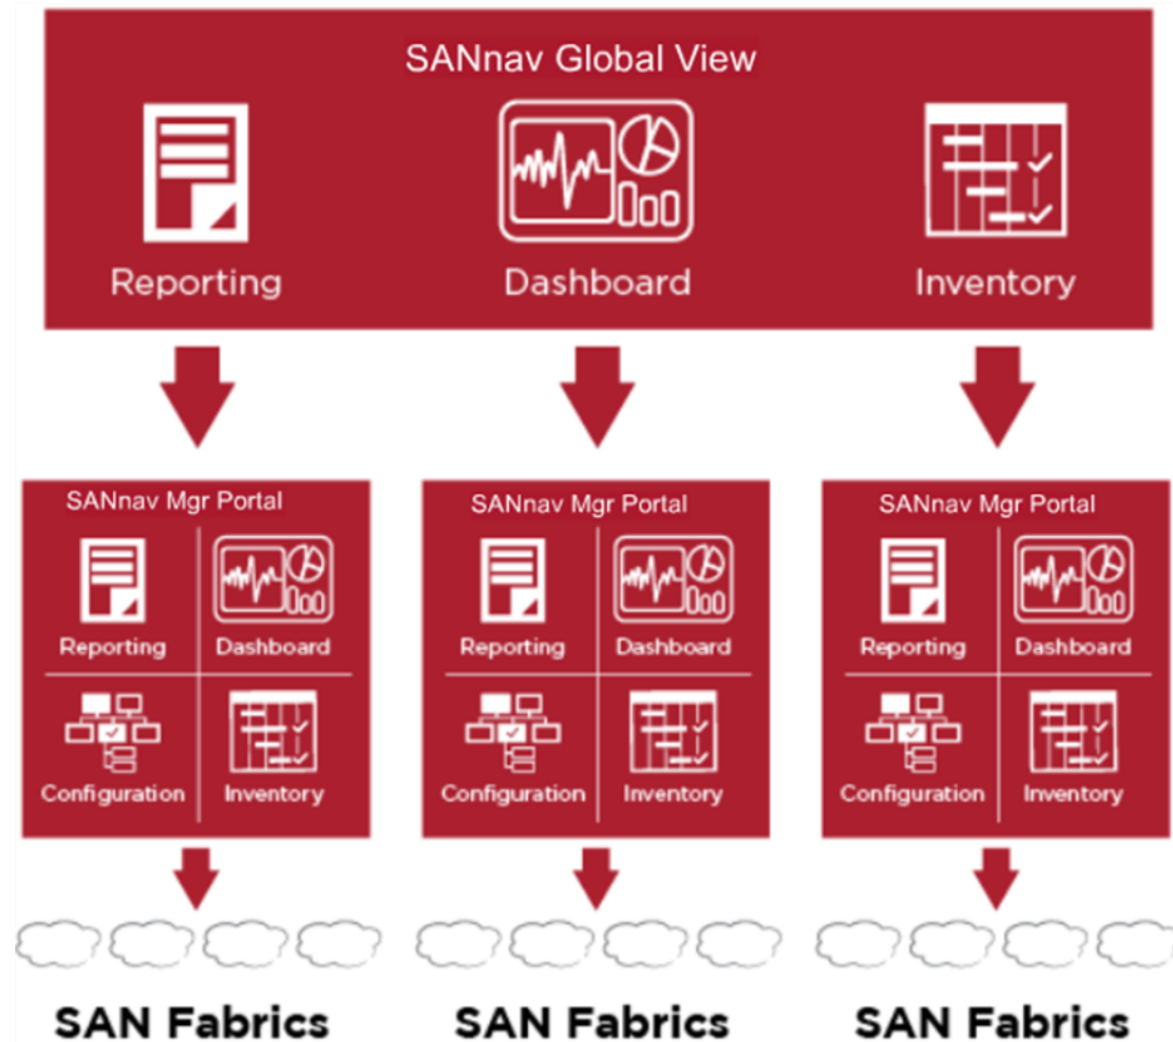 SANnav Global View
Reporting
Dashboard
Inventory
SANnav Mgr Portal
Reporting
Dashboard
Configuration
Inventory
SANnav Mgr Portal
Reporting
Dashboard
Configuration
Inventory
SANnav Mgr Portal
Reporting
Dashboard
Configuration
Inventory
SAN Fabrics
SAN Fabrics
SAN Fabrics